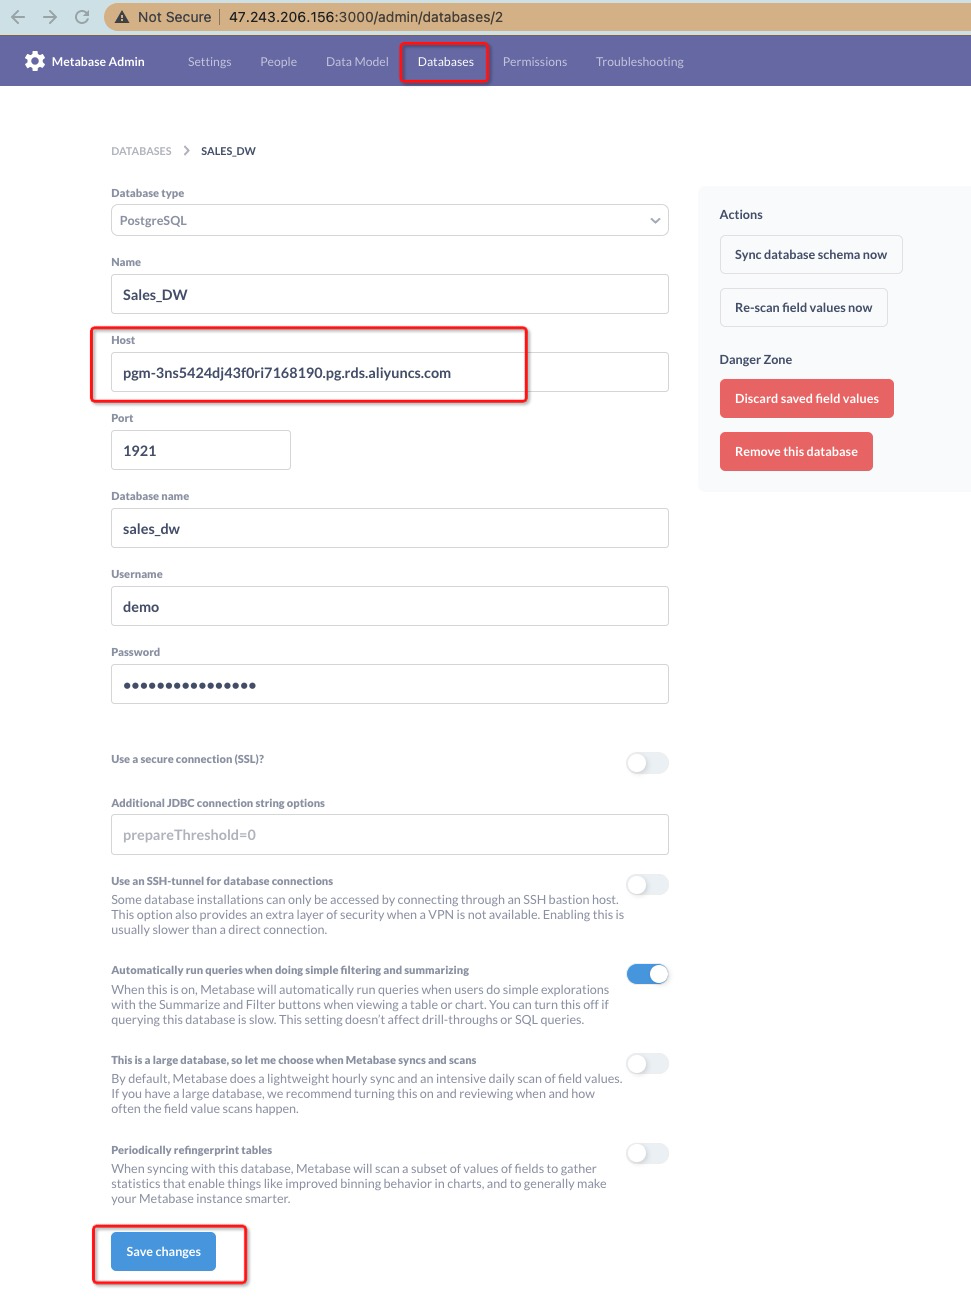 Not Secure | 47.243.206.156:3000/admin/databases/2
Metabase Admin Settings People Data Model Databases Permissions Troubleshooting
DATABASES > SALES_DW
Database type
PostgreSQL
Name
Sales_DW
Host
pgm-3ns5424dj43f0ri7168190.pg.rds.aliyuncs.com
Port
1921
Database name
sales_dw
Username
demo
Password
••••••••••••••••
Use a secure connection (SSL)?
Additional JDBC connection string options
prepareThreshold=0
Use an SSH-tunnel for database connections
Some database installations can only be accessed by connecting through an SSH bastion host.
This option also provides an extra layer of security when a VPN is not available. Enabling this is
usually slower than a direct connection.
Automatically run queries when doing simple filtering and summarizing
When this is on, Metabase will automatically run queries when users do simple explorations
with the Summarize and Filter buttons when viewing a table or chart. You can turn this off if
querying this database is slow. This setting doesn't affect drill-throughs or SQL queries.
This is a large database, so let me choose when Metabase syncs and scans
By default, Metabase does a lightweight hourly sync and an intensive daily scan of field values.
If you have a large database, we recommend turning this on and reviewing when and how
often the field value scans happen.
Periodically refingerprint tables
When syncing with this database, Metabase will scan a subset of values of fields to gather
statistics that enable things like improved binning behavior in charts, and to generally make
your Metabase instance smarter.
Save changes
Actions
Sync database schema now
Re-scan field values now
Danger Zone
Discard saved field values
Remove this database